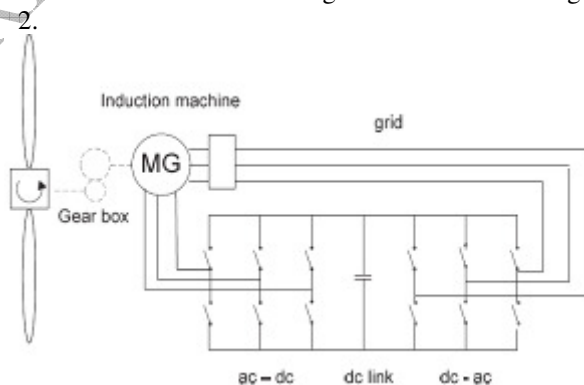 2.
Induction machine
grid
MG
Gear box
ac – dc
dc link
dc - ac